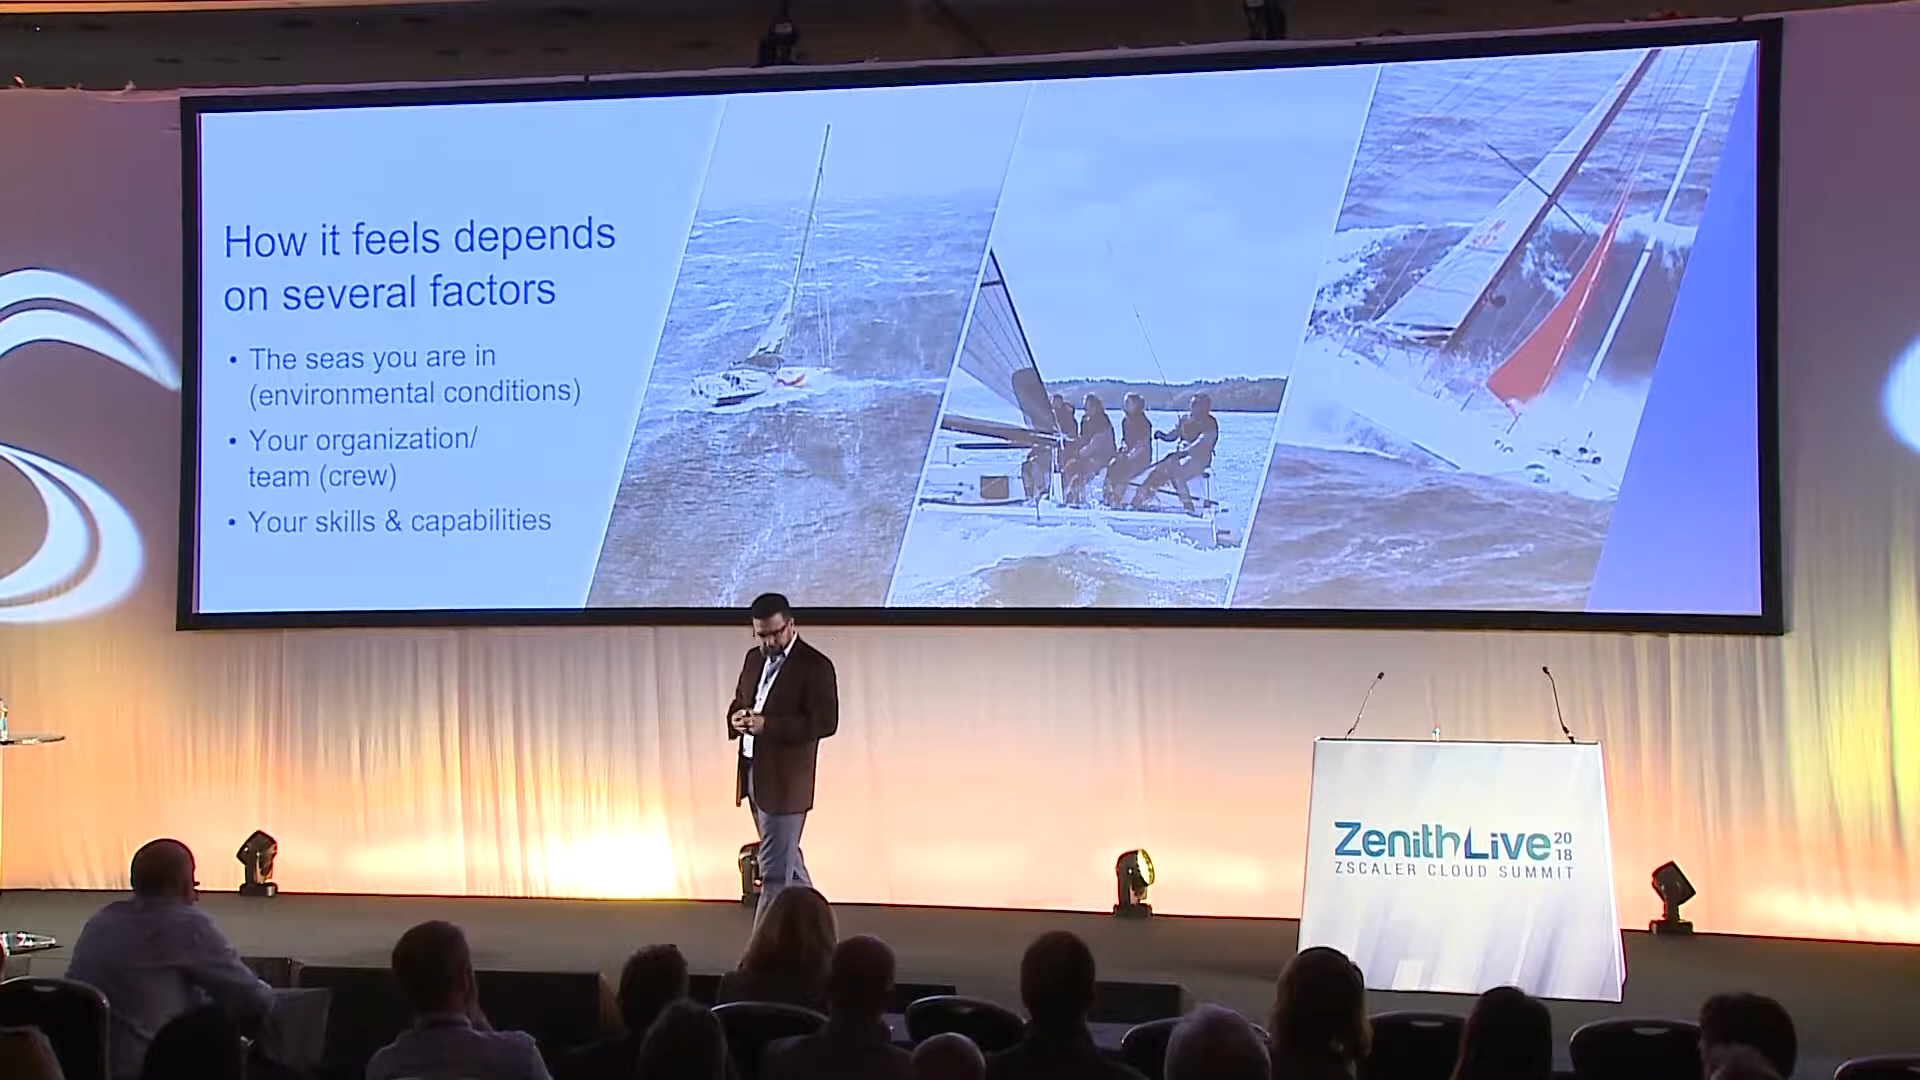 How it feels depends
on several factors
• The seas you are in
(environmental conditions)
• Your organization/
team (crew)
• Your skills & capabilities
ZenithLive 20
18
ZSCALER CLOUD SUMMIT